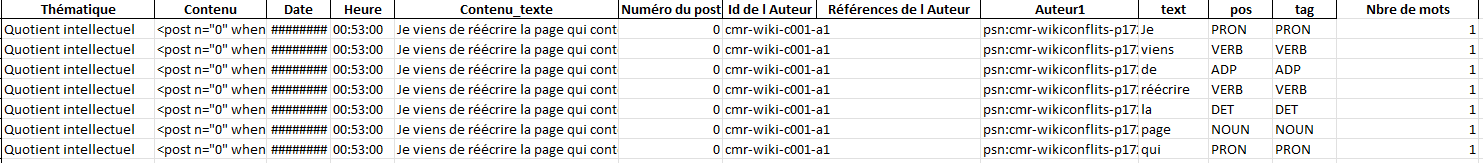 Thématique Contenu Date Heure Contenu_texte Numéro du post Id de l Auteur Références de l Auteur Auteur1 text pos tag Nbre de mots
Quotient intellectuel <post n="0" when ######## 00:53:00 Je viens de réécrire la page qui cont 0 cmr-wiki-c001-a1 psn:cmr-wikiconflits-p172 Je PRON PRON 1
Quotient intellectuel <post n="0" when ######## 00:53:00 Je viens de réécrire la page qui cont 0 cmr-wiki-c001-a1 psn:cmr-wikiconflits-p172 viens VERB VERB 1
Quotient intellectuel <post n="0" when ######## 00:53:00 Je viens de réécrire la page qui cont 0 cmr-wiki-c001-a1 psn:cmr-wikiconflits-p172 de ADP ADP 1
Quotient intellectuel <post n="0" when ######## 00:53:00 Je viens de réécrire la page qui cont 0 cmr-wiki-c001-a1 psn:cmr-wikiconflits-p172 réécrire VERB VERB 1
Quotient intellectuel <post n="0" when ######## 00:53:00 Je viens de réécrire la page qui cont 0 cmr-wiki-c001-a1 psn:cmr-wikiconflits-p172 la DET DET 1
Quotient intellectuel <post n="0" when ######## 00:53:00 Je viens de réécrire la page qui cont 0 cmr-wiki-c001-a1 psn:cmr-wikiconflits-p172 page NOUN NOUN 1
Quotient intellectuel <post n="0" when ######## 00:53:00 Je viens de réécrire la page qui cont 0 cmr-wiki-c001-a1 psn:cmr-wikiconflits-p172 qui PRON PRON 1